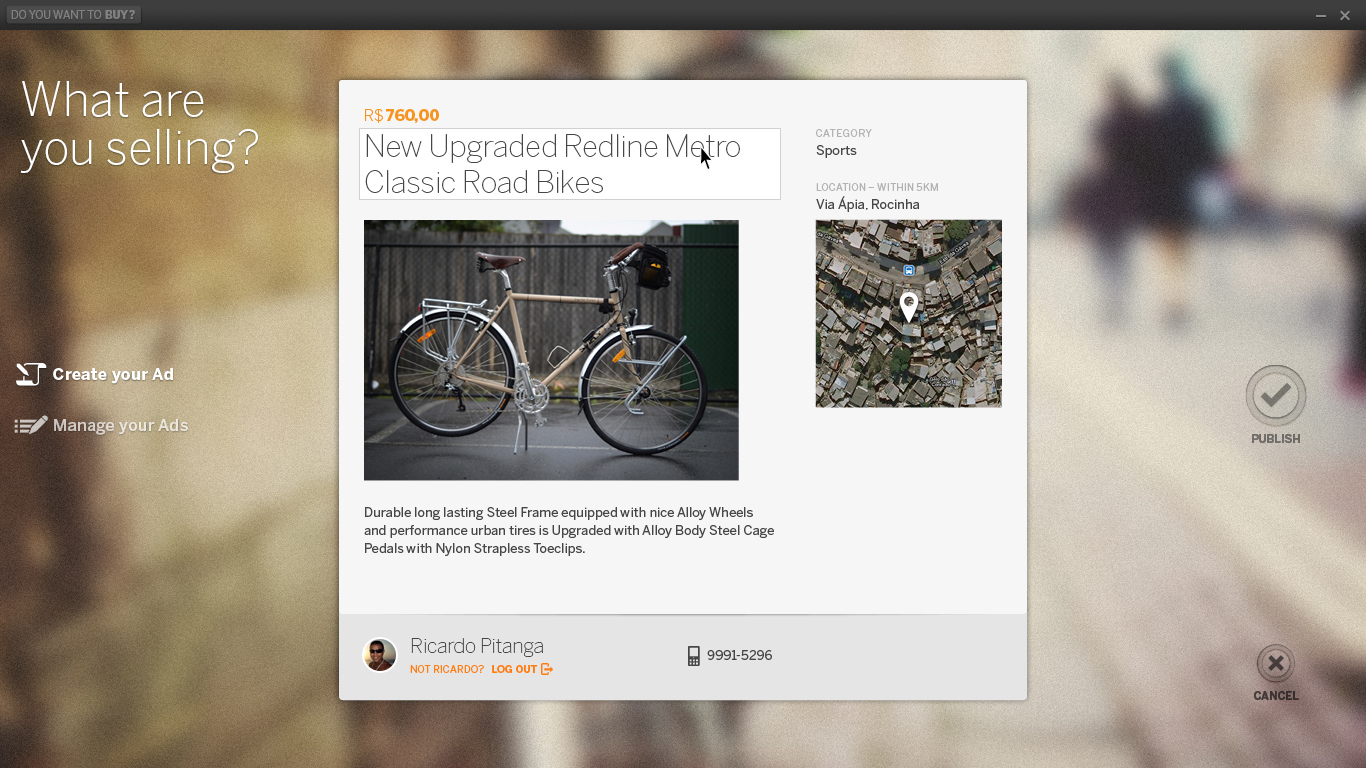 DO YOU WANT TO BUY?
What are
you selling?
Create your Ad
Manage your Ads
R$ 760,00
New Upgraded Redline Metro
Classic Road Bikes
Durable long lasting Steel Frame equipped with nice Alloy Wheels
and performance urban tires is Upgraded with Alloy Body Steel Cage
Pedals with Nylon Strapless Toeclips.
CATEGORY
Sports
LOCATION – WITHIN 5KM
Via Ápia, Rocinha
Ricardo Pitanga
NOT RICARDO? LOG OUT
9991-5296
PUBLISH
CANCEL